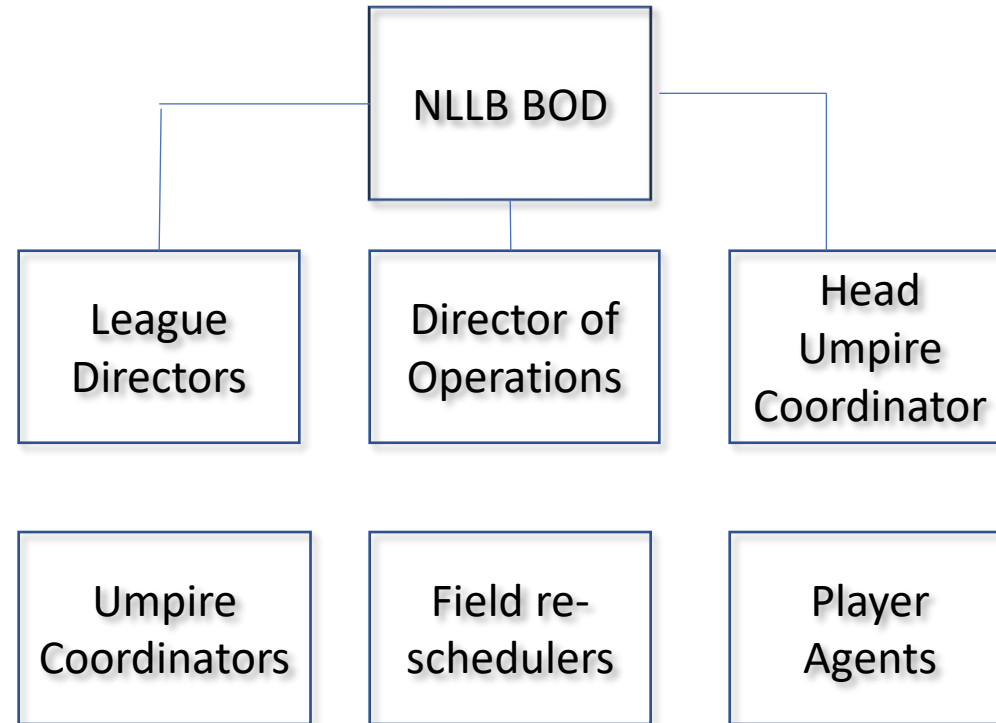 NLLB BOD
League
Directors
Director of
Operations
Head
Umpire
Coordinator
Umpire
Coordinators
Field re-
schedulers
Player
Agents